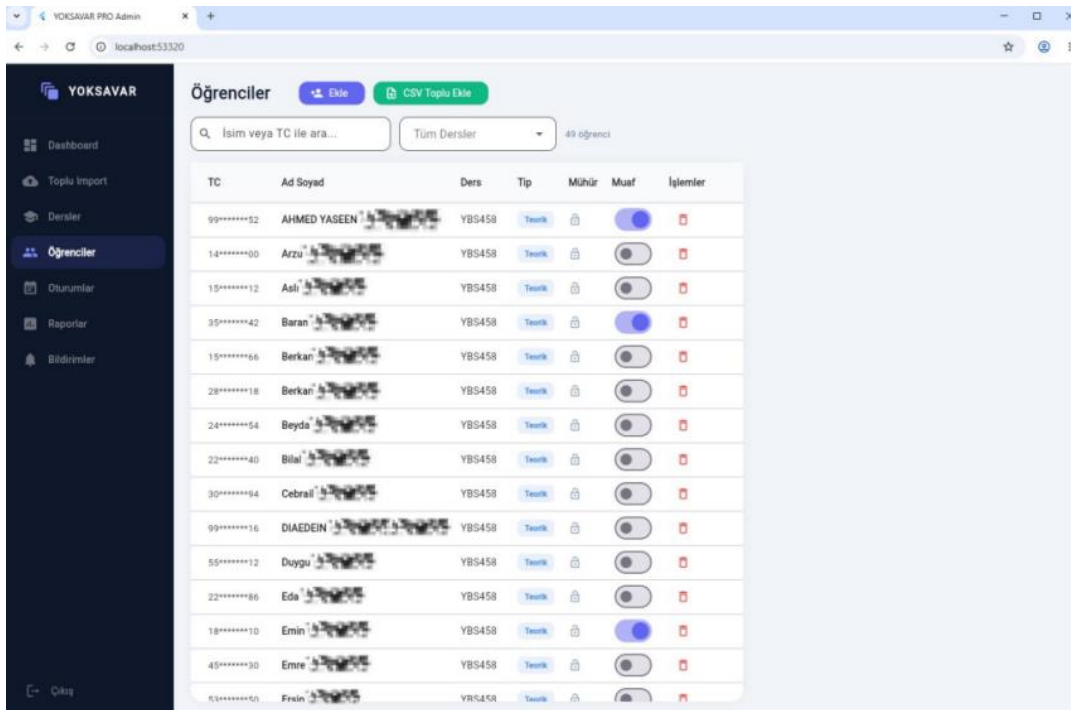 YOKSAVAR PRO Admin
localhost:53320
YOKSAVAR
Dashboard
Toplu Import
Dersler
Öğrenciler
Oturumlar
Raporlar
Bildirimler
Çıkış
Öğrenciler Ekle CSV Toplu Ekle
İsim veya TC ile ara... Tüm Dersler 49 öğrenci
TC Ad Soyad Ders Tip Mühür Muaf İşlemler
99*******52 AHMED YASEEN YBS458 Teorik
14*******00 Arzu YBS458 Teorik
15*******12 Aslı YBS458 Teorik
35*******42 Baran YBS458 Teorik
15*******66 Berkan YBS458 Teorik
28*******18 Berkan YBS458 Teorik
24*******54 Beyda YBS458 Teorik
22*******40 Bilal YBS458 Teorik
30*******94 Cebrail YBS458 Teorik
99*******16 DIAEDEIN YBS458 Teorik
55*******12 Duygu YBS458 Teorik
22*******86 Eda YBS458 Teorik
18*******10 Emin YBS458 Teorik
45*******30 Emre YBS458 Teorik
53*******50 Ersin YBS458 Teorik